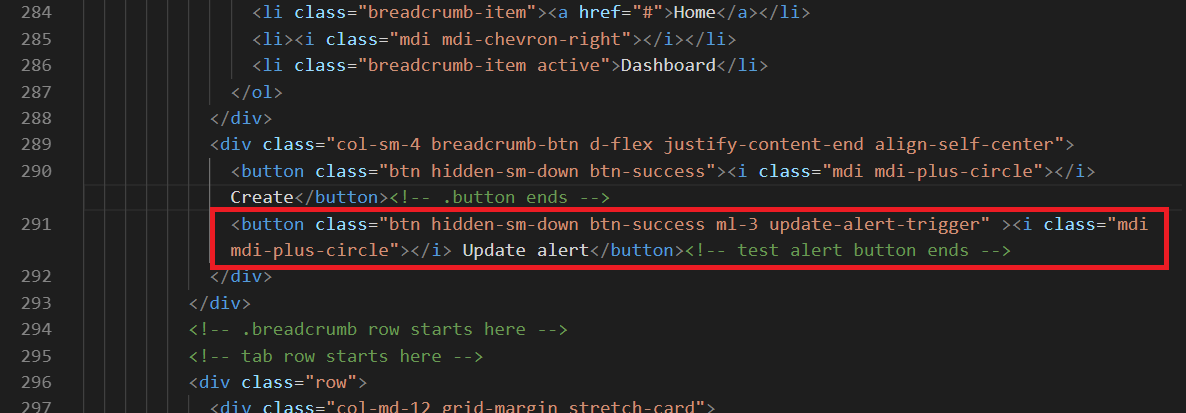 284 <li class="breadcrumb-item"><a href="#">Home</a></li>
285 <li><i class="mdi mdi-chevron-right"></i></li>
286 <li class="breadcrumb-item active">Dashboard</li>
287 </ol>
288 </div>
289 <div class="col-sm-4 breadcrumb-btn d-flex justify-content-end align-self-center">
290 <button class="btn hidden-sm-down btn-success"><i class="mdi mdi-plus-circle"></i>
Create</button><!-- .button ends -->
291 <button class="btn hidden-sm-down btn-success ml-3 update-alert-trigger" ><i class="mdi
mdi-plus-circle"></i> Update alert</button><!-- test alert button ends -->
292 </div>
293 </div>
294 <!-- .breadcrumb row starts here -->
295 <!-- tab row starts here -->
296 <div class="row">
297 <div class="col-md-12 grid-margin stretch-card">